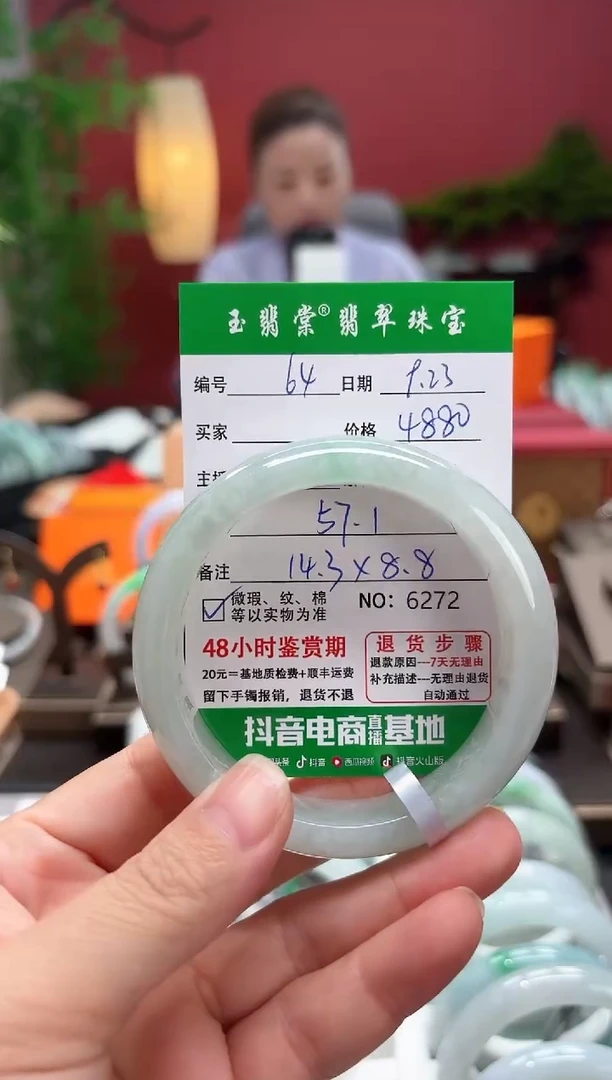 玉翡棠®翡翠珠宝
编号 64 日期 9.23
买家 价格 4880
主播
57.1
备注 14.3×8.8
☑ 微瑕、纹、棉
等以实物为准
NO: 6272
48小时鉴赏期
20元=基地质检费+顺丰运费
留下手镯报销，退货不退
退货步骤
退款原因---7天无理由
补充描述---无理由退货
自动通过
抖音电商直播基地
头条 抖音 西瓜视频 抖音火山版